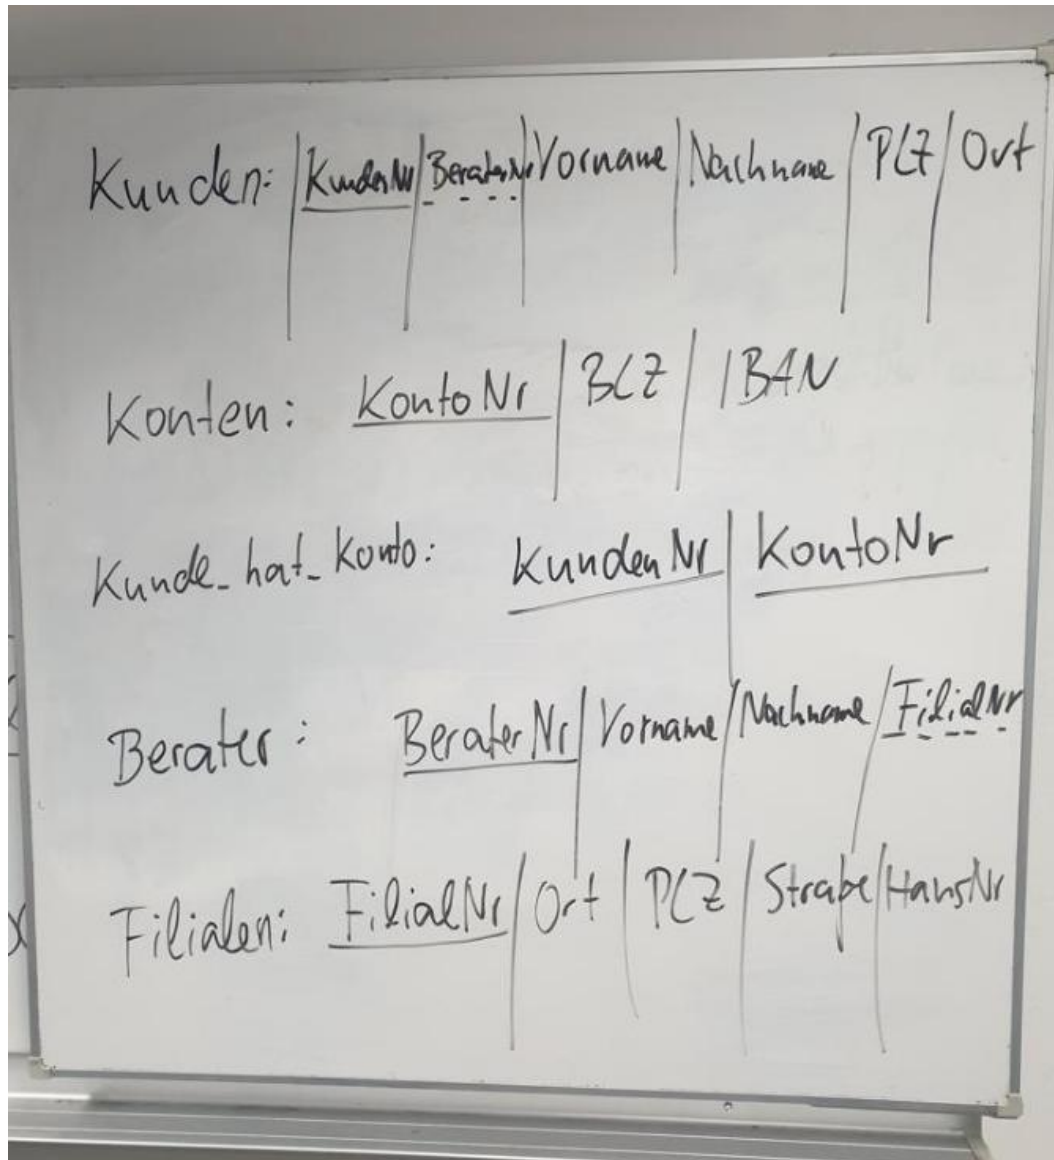 Kunden: | KundenNr | BeraterNr | Vorname | Nachname | PLZ | Ort
Konten: KontoNr | BLZ | IBAN
Kunde_hat_Konto: KundenNr | KontoNr
Berater: BeraterNr | Vorname | Nachname | FilialNr
Filialen: FilialNr | Ort | PLZ | Straße | HausNr